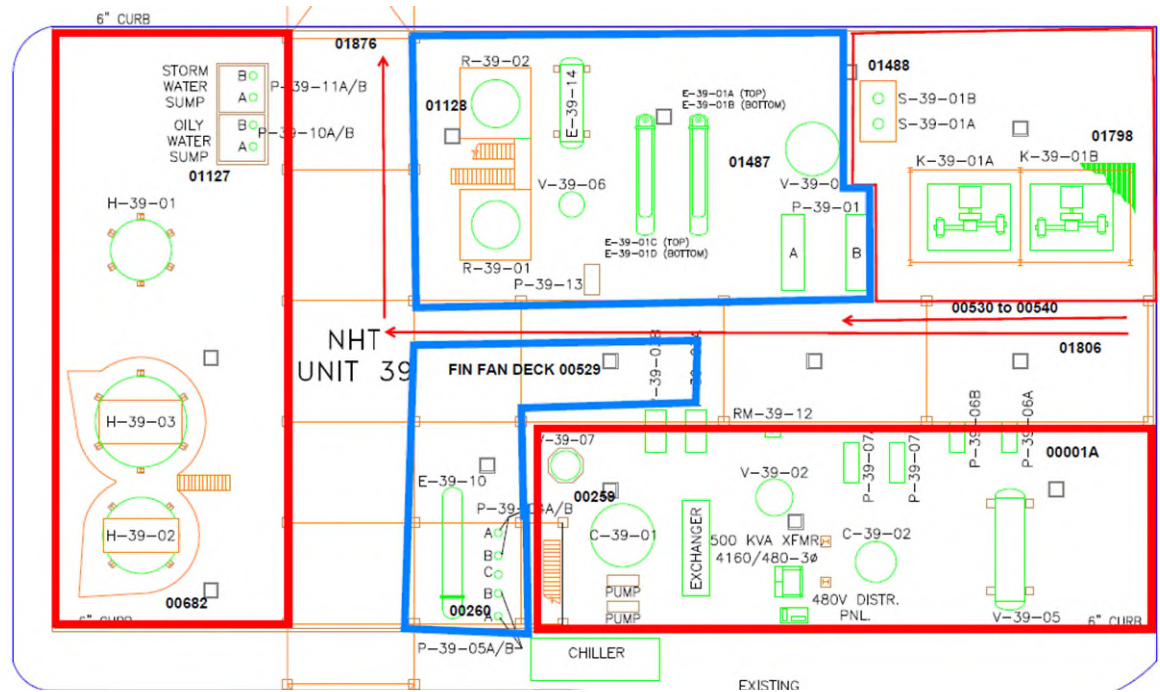 6" CURB
01876
STORM
WATER
SUMP
B
A
P-39-11A/B
OILY
WATER
SUMP
B
A
P-39-10A/B
01127
H-39-01
H-39-03
H-39-02
00682
R-39-02
01128
E-39-14
E-39-01A (TOP)
E-39-01B (BOTTOM)
01487
V-39-06
R-39-01
P-39-13
E-39-01C (TOP)
E-39-01D (BOTTOM)
P-39-01
A
B
01488
S-39-01B
S-39-01A
01798
K-39-01A
K-39-01B
00530 to 00540
01806
NHT
UNIT 39
FIN FAN DECK 00529
RM-39-12
P-39-06B
P-39-06A
00001A
E-39-10
A
B
C
B
A
00260
P-39-05A/B
00259
C-39-01
PUMP
PUMP
EXCHANGER
V-39-02
500 KVA XFMR.
4160/480-3ø
480V DISTR.
PNL.
C-39-02
V-39-05
6" CURB
CHILLER
EXISTING